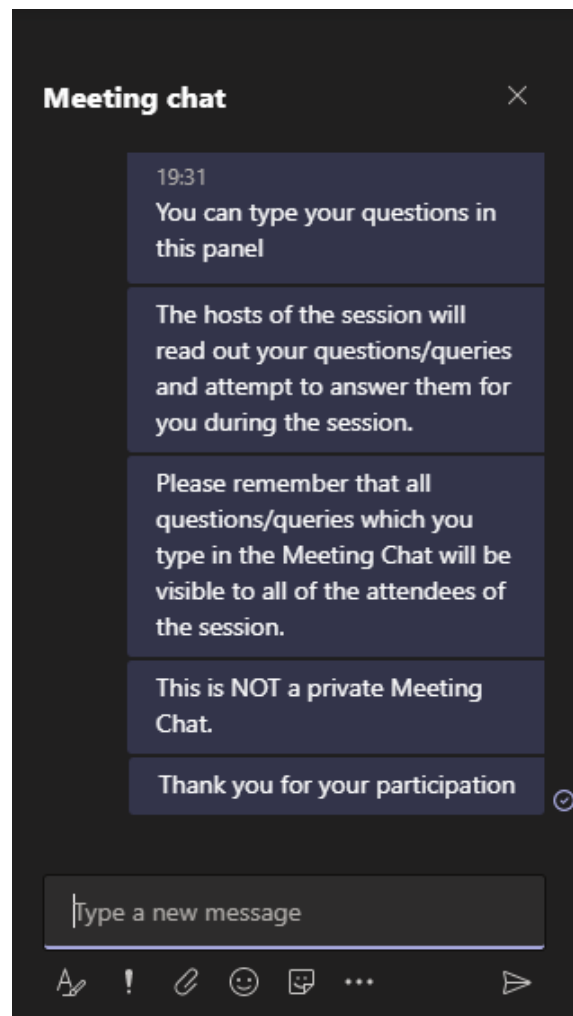 Meeting chat
19:31
You can type your questions in
this panel
The hosts of the session will
read out your questions/queries
and attempt to answer them for
you during the session.
Please remember that all
questions/queries which you
type in the Meeting Chat will be
visible to all of the attendees of
the session.
This is NOT a private Meeting
Chat.
Thank you for your participation
Type a new message